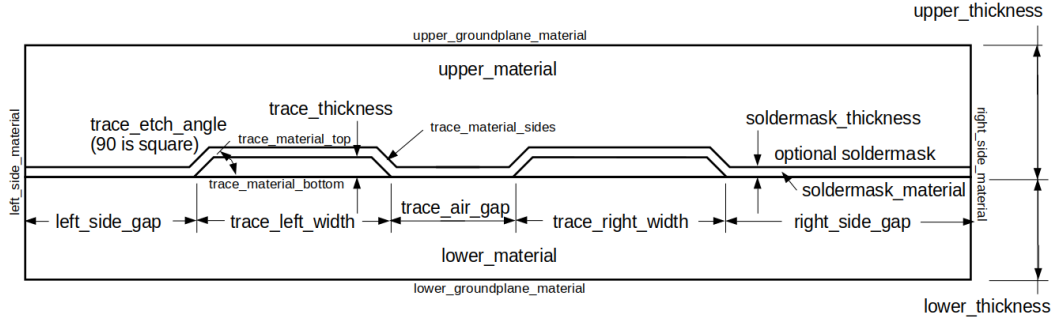 upper_thickness
upper_groundplane_material
upper_material
trace_thickness
soldermask_thickness
trace_etch_angle
(90 is square)
trace_material_top
trace_material_sides
optional soldermask
left_side_material
right_side_material
trace_material_bottom
soldermask_material
left_side_gap
trace_left_width
trace_air_gap
trace_right_width
right_side_gap
lower_material
lower_groundplane_material
lower_thickness